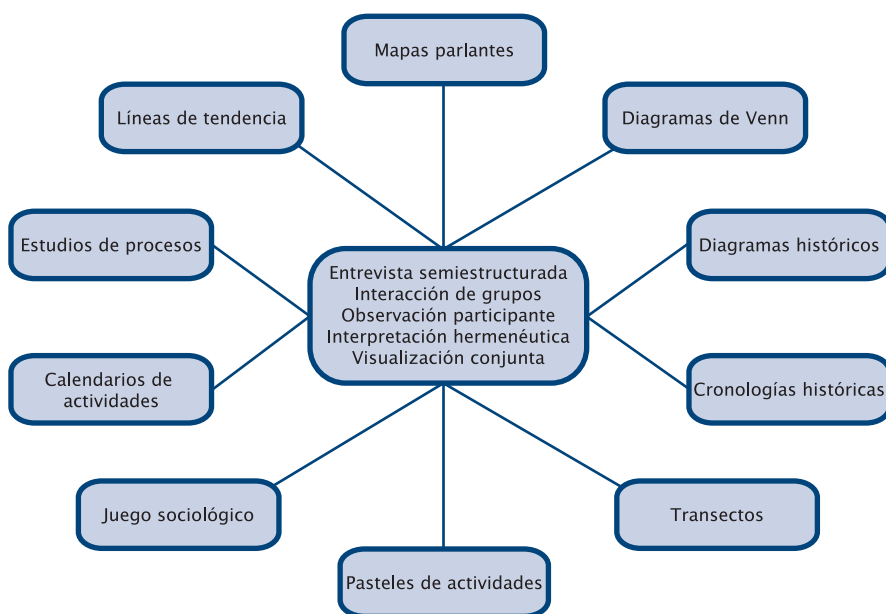 Mapas parlantes
Líneas de tendencia
Diagramas de Venn
Estudios de procesos
Diagramas históricos
Entrevista semiestructurada
Interacción de grupos
Observación participante
Interpretación hermenéutica
Visualización conjunta
Calendarios de
actividades
Cronologías históricas
Juego sociológico
Transectos
Pasteles de actividades